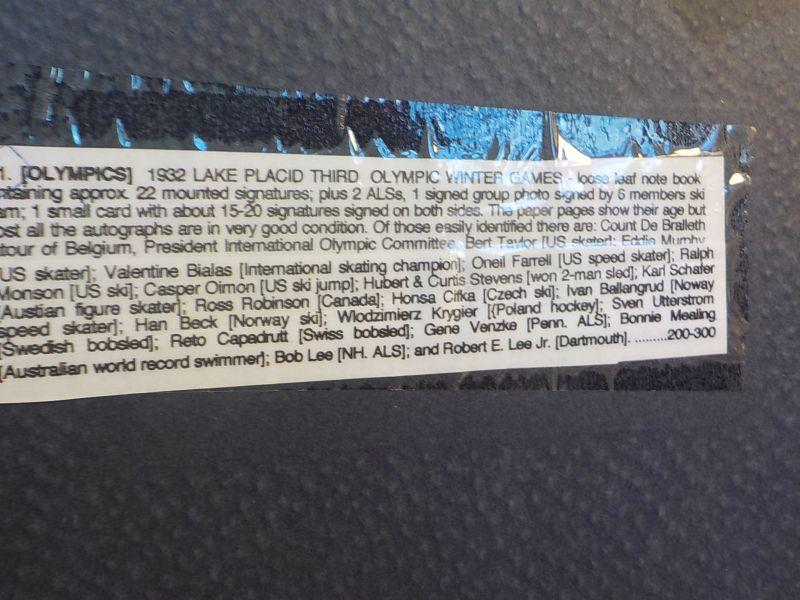 1. [OLYMPICS] 1932 LAKE PLACID THIRD OLYMPIC WINTER GAMES - loose leaf note book
ntaining approx. 22 mounted signatures; plus 2 ALSs, 1 signed group photo signed by 6 members ski
am; 1 small card with about 15-20 signatures signed on both sides. The paper pages show their age but
ost all the autographs are in very good condition. Of those easily identified there are: Count De Bralleth
atour of Belgium, President International Olympic Committee, Bert Taylor [US skater]; Eddie Murphy
[US skater]; Valentine Bialas [International skating champion]; Oneil Farrell [US speed skater]; Ralph
Monson [US ski]; Casper Oimon [US ski jump]; Hubert & Curtis Stevens [won 2-man sled]; Karl Schafer
[Austian figure skater]; Ross Robinson [Canada]; Honsa Cifka [Czech ski]; Ivan Ballangrud [Noway
speed skater]; Han Beck [Norway ski]; Wlodzimierz Krygier [(Poland hockey]; Sven Utterstrom
[Swedish bobsled]; Reto Capadrutt [Swiss bobsled]; Gene Venzke [Penn. ALS]; Bonnie Mealing
[Australian world record swimmer]; Bob Lee [NH. ALS]; and Robert E. Lee Jr. [Dartmouth]. .........200-300